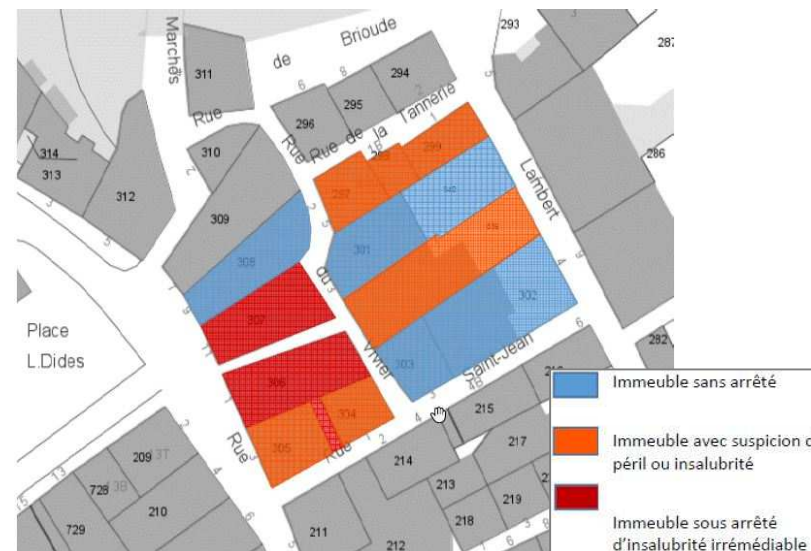 293
287
Marchés
de
Brioude
311
294
295
296
Rue
Rue
Rue de la Tannerie
310
314
313
312
309
299
297
286
Lambert
301
308
302
du
307
Place
L.Dides
Vivier
303
Saint-Jean
282
306
304
305
Rue
Rue
215
217
214
213
219
218
209
728
210
729
211
212
Immeuble sans arrêté
Immeuble avec suspicion
péril ou insalubrité
Immeuble sous arrêté
d'insalubrité irrémédiable